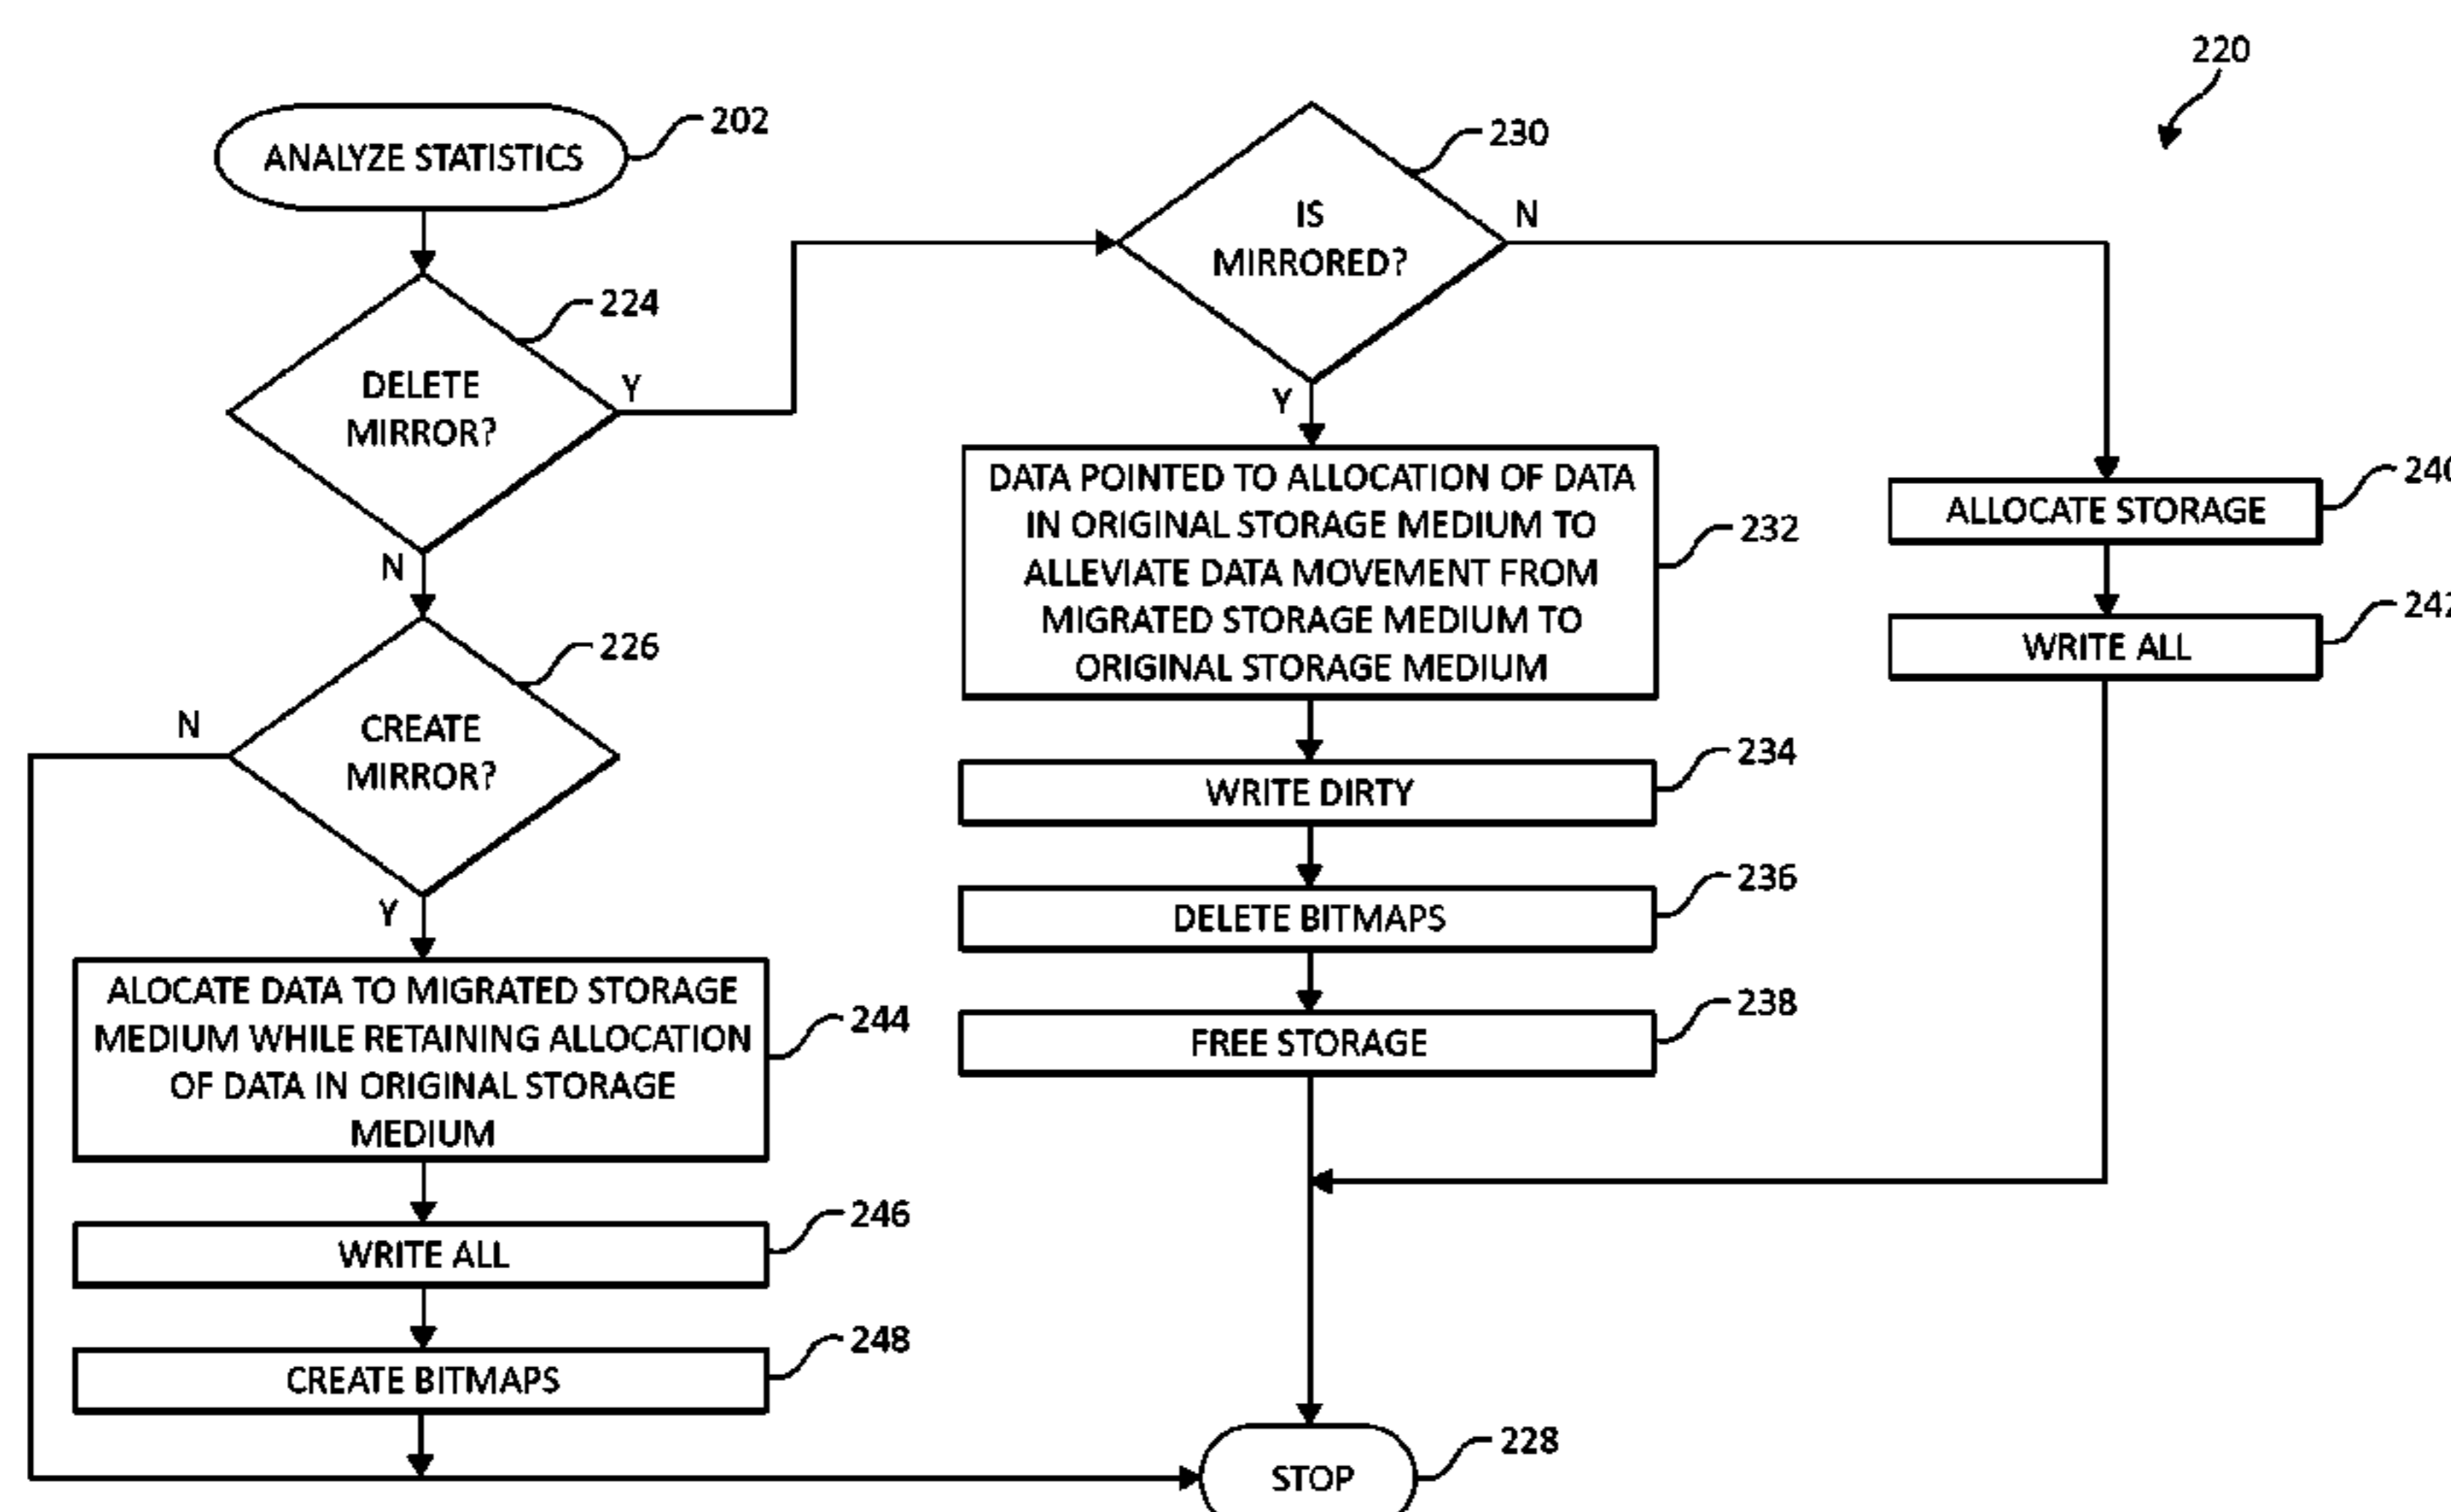 220
ANALYZE STATISTICS
202
DELETE
MIRROR?
224
Y
N
CREATE
MIRROR?
226
N
Y
ALOCATE DATA TO MIGRATED STORAGE
MEDIUM WHILE RETAINING ALLOCATION
OF DATA IN ORIGINAL STORAGE
MEDIUM
244
WRITE ALL
246
CREATE BITMAPS
248
IS
MIRRORED?
230
N
Y
DATA POINTED TO ALLOCATION OF DATA
IN ORIGINAL STORAGE MEDIUM TO
ALLEVIATE DATA MOVEMENT FROM
MIGRATED STORAGE MEDIUM TO
ORIGINAL STORAGE MEDIUM
232
WRITE DIRTY
234
DELETE BITMAPS
236
FREE STORAGE
238
ALLOCATE STORAGE
240
WRITE ALL
242
STOP
228